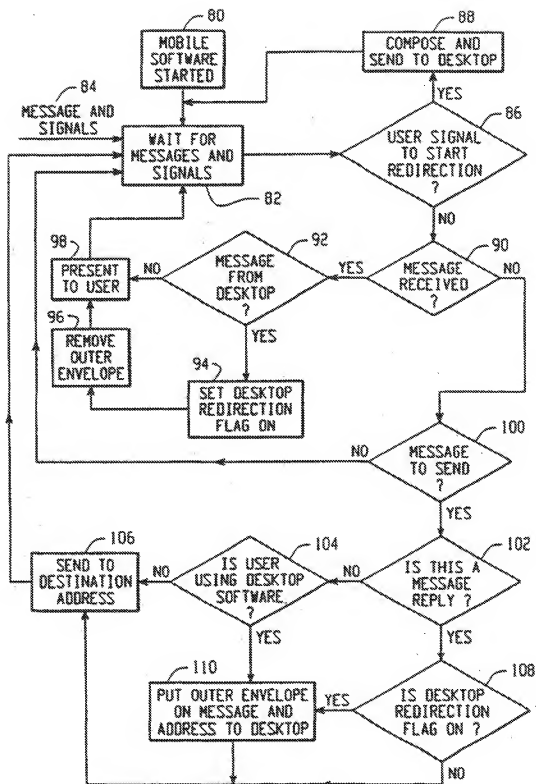 80
MOBILE
SOFTWARE
STARTED
88
COMPOSE AND
SEND TO DESKTOP
84
MESSAGE AND
SIGNALS
YES
86
WAIT FOR
MESSAGES AND
SIGNALS
82
USER SIGNAL
TO START
REDIRECTION
?
NO
98
PRESENT
TO USER
NO
92
MESSAGE
FROM
DESKTOP
?
YES
90
MESSAGE
RECEIVED
?
NO
96
REMOVE
OUTER
ENVELOPE
YES
94
SET DESKTOP
REDIRECTION
FLAG ON
100
MESSAGE
TO SEND
?
NO
YES
106
SEND TO
DESTINATION
ADDRESS
NO
104
IS USER
USING DESKTOP
SOFTWARE
?
NO
102
IS THIS A
MESSAGE
REPLY ?
YES
YES
110
PUT OUTER ENVELOPE
ON MESSAGE AND
ADDRESS TO DESKTOP
YES
108
IS DESKTOP
REDIRECTION
FLAG ON ?
NO